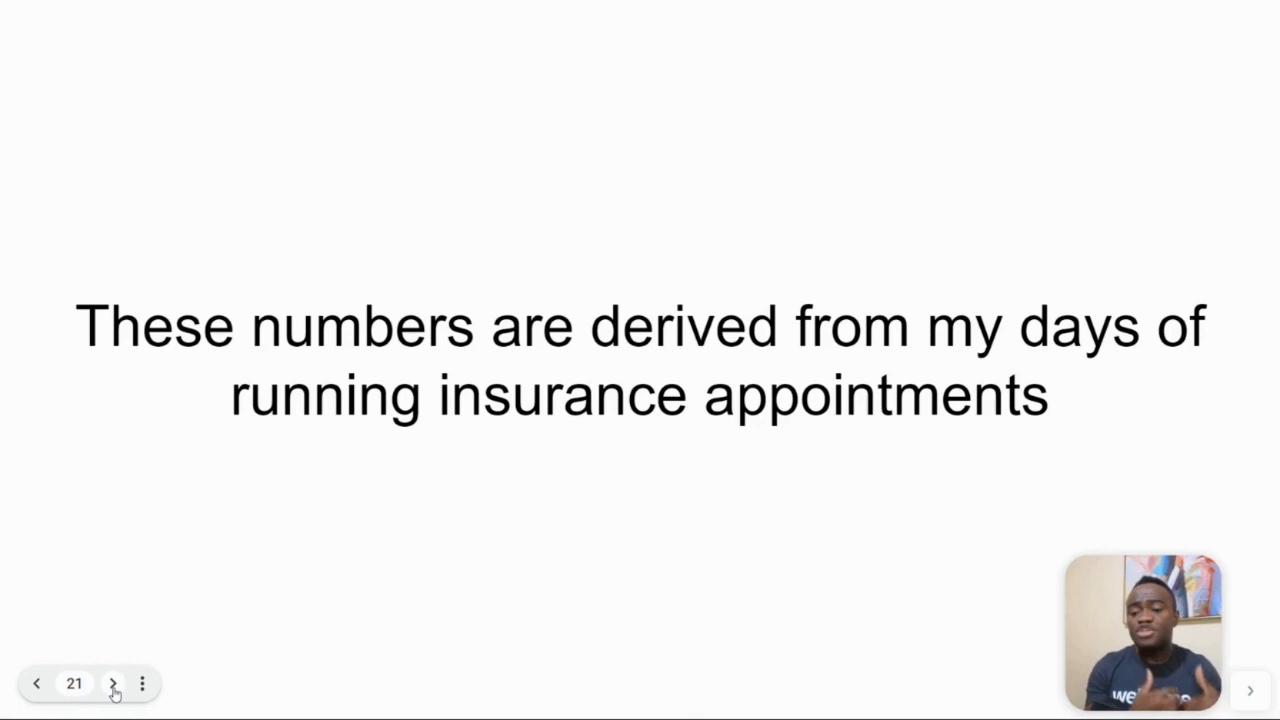 These numbers are derived from my days of
running insurance appointments
21